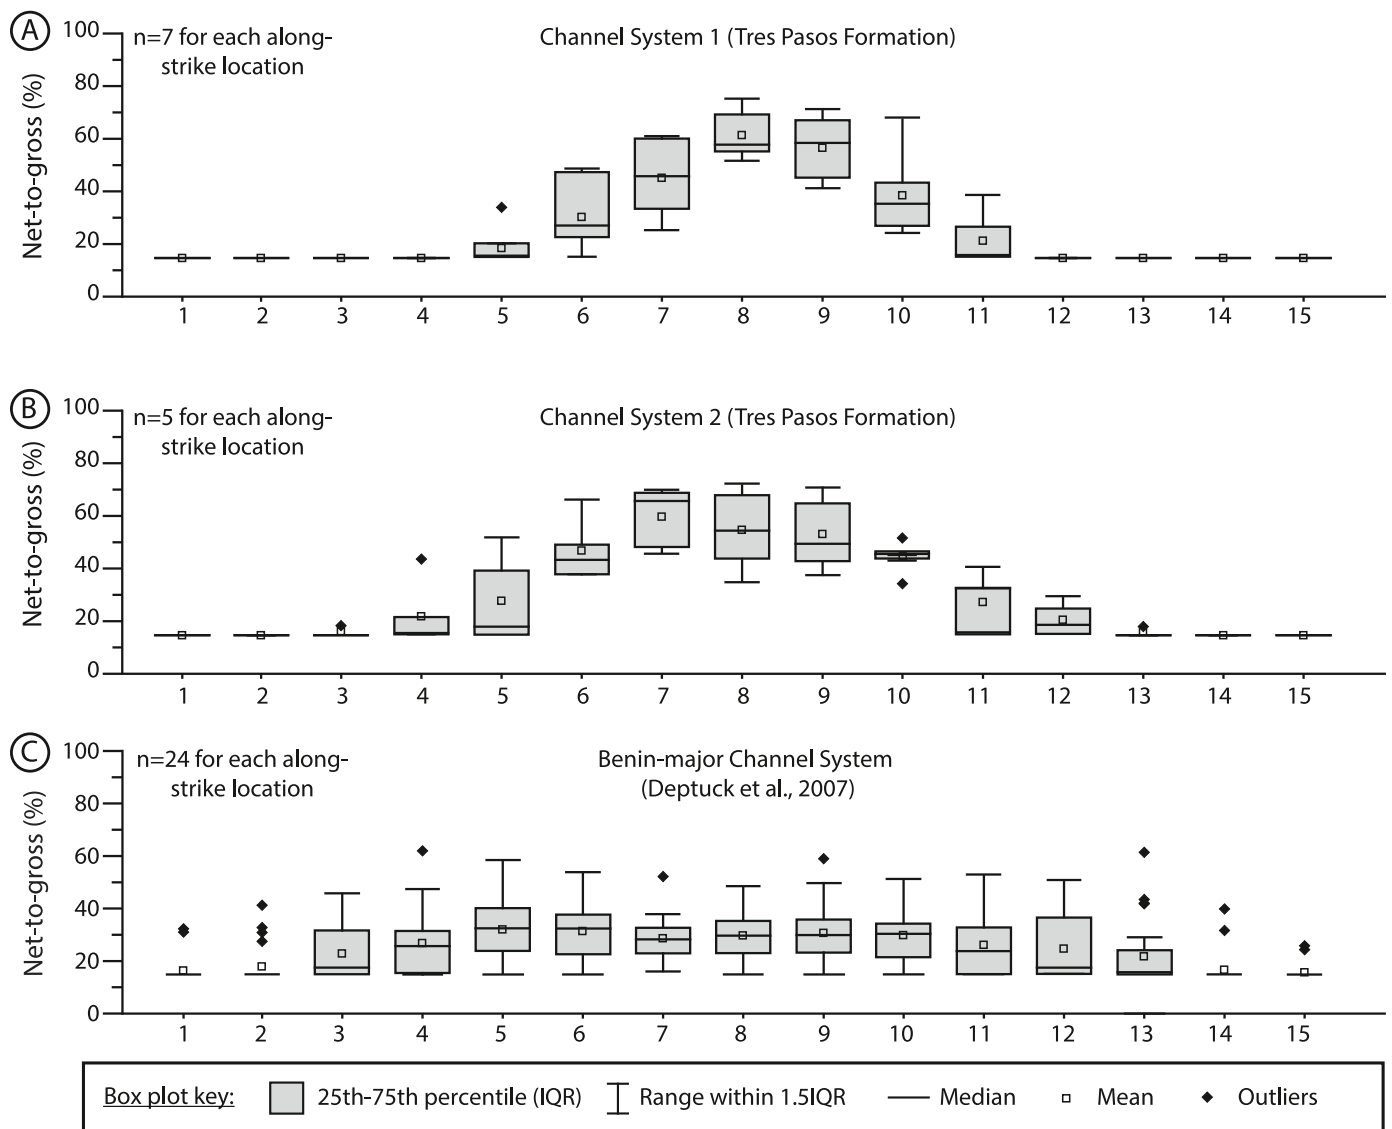 A
n=7 for each along-
strike location
Channel System 1 (Tres Pasos Formation)
Net-to-gross (%)
100
80
60
40
20
0
1 2 3 4 5 6 7 8 9 10 11 12 13 14 15
B
n=5 for each along-
strike location
Channel System 2 (Tres Pasos Formation)
Net-to-gross (%)
100
80
60
40
20
0
1 2 3 4 5 6 7 8 9 10 11 12 13 14 15
C
n=24 for each along-
strike location
Benin-major Channel System
(Deptuck et al., 2007)
Net-to-gross (%)
100
80
60
40
20
0
1 2 3 4 5 6 7 8 9 10 11 12 13 14 15
Box plot key: 25th-75th percentile (IQR) Range within 1.5IQR Median Mean Outliers